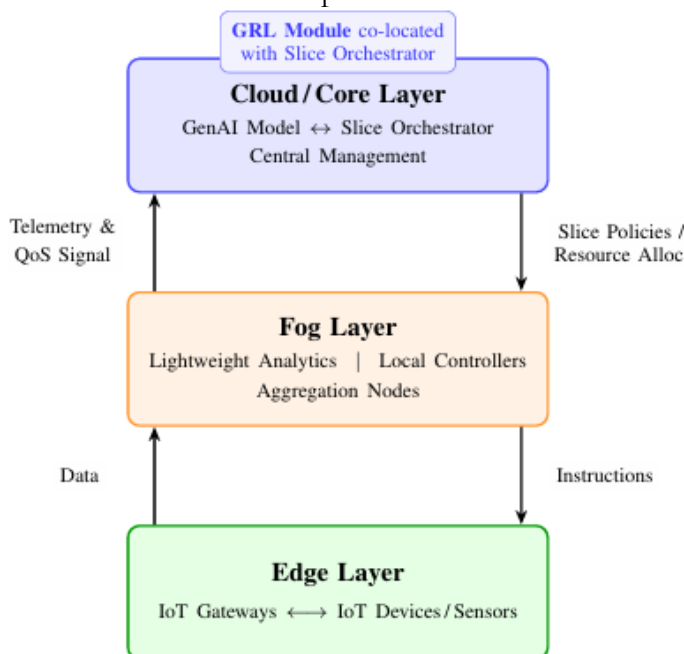 GRL Module co-located
with Slice Orchestrator
Cloud / Core Layer
GenAI Model ↔ Slice Orchestrator
Central Management
Telemetry &
QoS Signal
Slice Policies /
Resource Alloc
Fog Layer
Lightweight Analytics | Local Controllers
Aggregation Nodes
Data
Instructions
Edge Layer
IoT Gateways ⟷ IoT Devices / Sensors